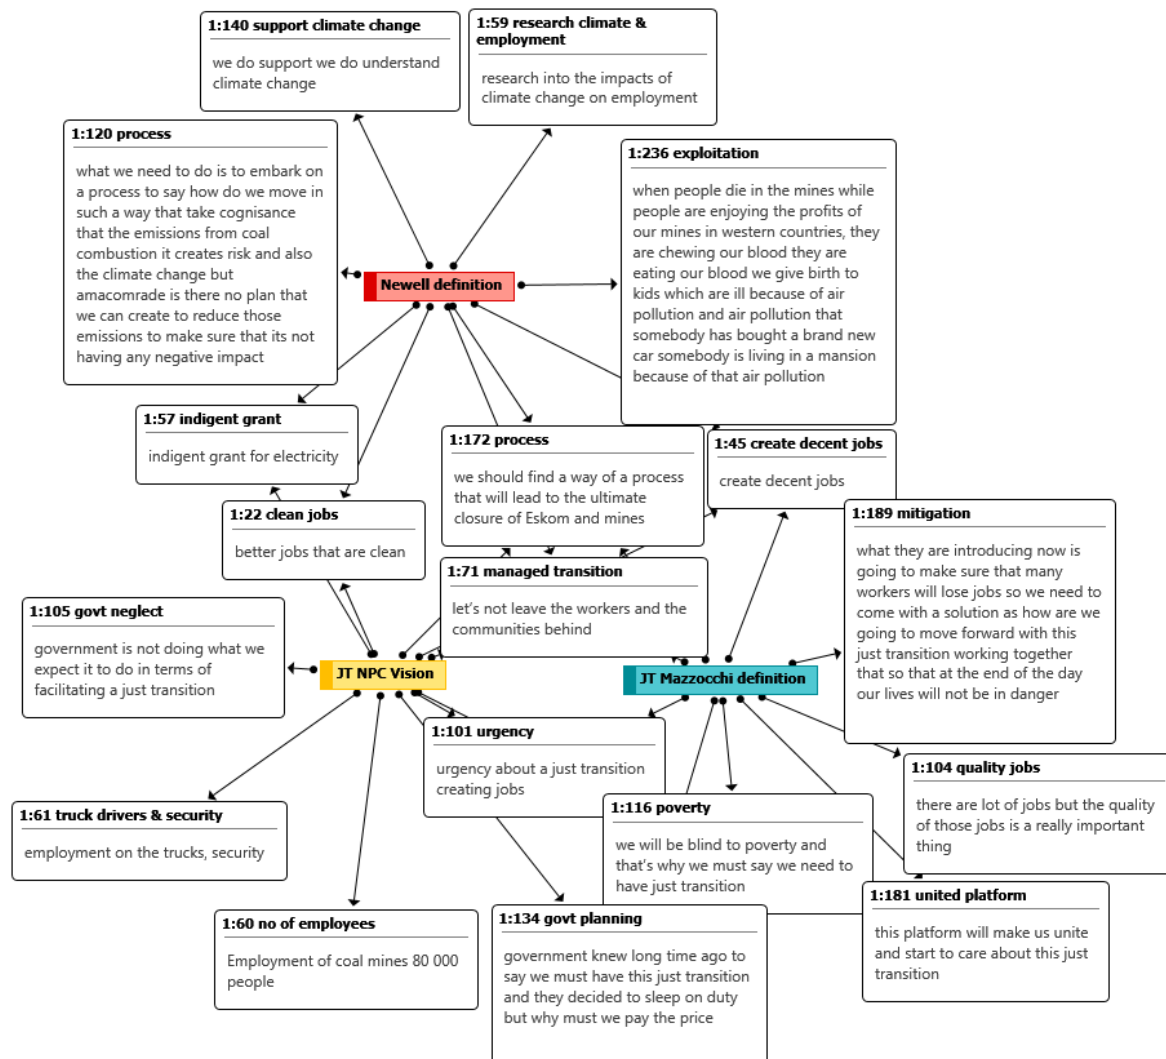 1:140 support climate change
we do support we do understand
climate change
1:59 research climate &
employment
research into the impacts of
climate change on employment
1:120 process
what we need to do is to embark on
a process to say how do we move in
such a way that take cognisance
that the emissions from coal
combustion it creates risk and also
the climate change but
amacomrade is there no plan that
we can create to reduce those
emissions to make sure that its not
having any negative impact
1:236 exploitation
when people die in the mines while
people are enjoying the profits of
our mines in western countries, they
are chewing our blood they are
eating our blood we give birth to
kids which are ill because of air
pollution and air pollution that
somebody has bought a brand new
car somebody is living in a mansion
because of that air pollution
Newell definition
1:57 indigent grant
indigent grant for electricity
1:172 process
we should find a way of a process
that will lead to the ultimate
closure of Eskom and mines
1:45 create decent jobs
create decent jobs
1:22 clean jobs
better jobs that are clean
1:189 mitigation
what they are introducing now is
going to make sure that many
workers will lose jobs so we need to
come with a solution as how are we
going to move forward with this
just transition working together
that so that at the end of the day
our lives will not be in danger
1:71 managed transition
let's not leave the workers and the
communities behind
1:105 govt neglect
government is not doing what we
expect it to do in terms of
facilitating a just transition
JT NPC Vision
JT Mazzocchi definition
1:101 urgency
urgency about a just transition
creating jobs
1:104 quality jobs
there are lot of jobs but the quality
of those jobs is a really important
thing
1:61 truck drivers & security
employment on the trucks, security
1:116 poverty
we will be blind to poverty and
that's why we must say we need to
have just transition
1:181 united platform
this platform will make us unite
and start to care about this just
transition
1:60 no of employees
Employment of coal mines 80 000
people
1:134 govt planning
government knew long time ago to
say we must have this just transition
and they decided to sleep on duty
but why must we pay the price